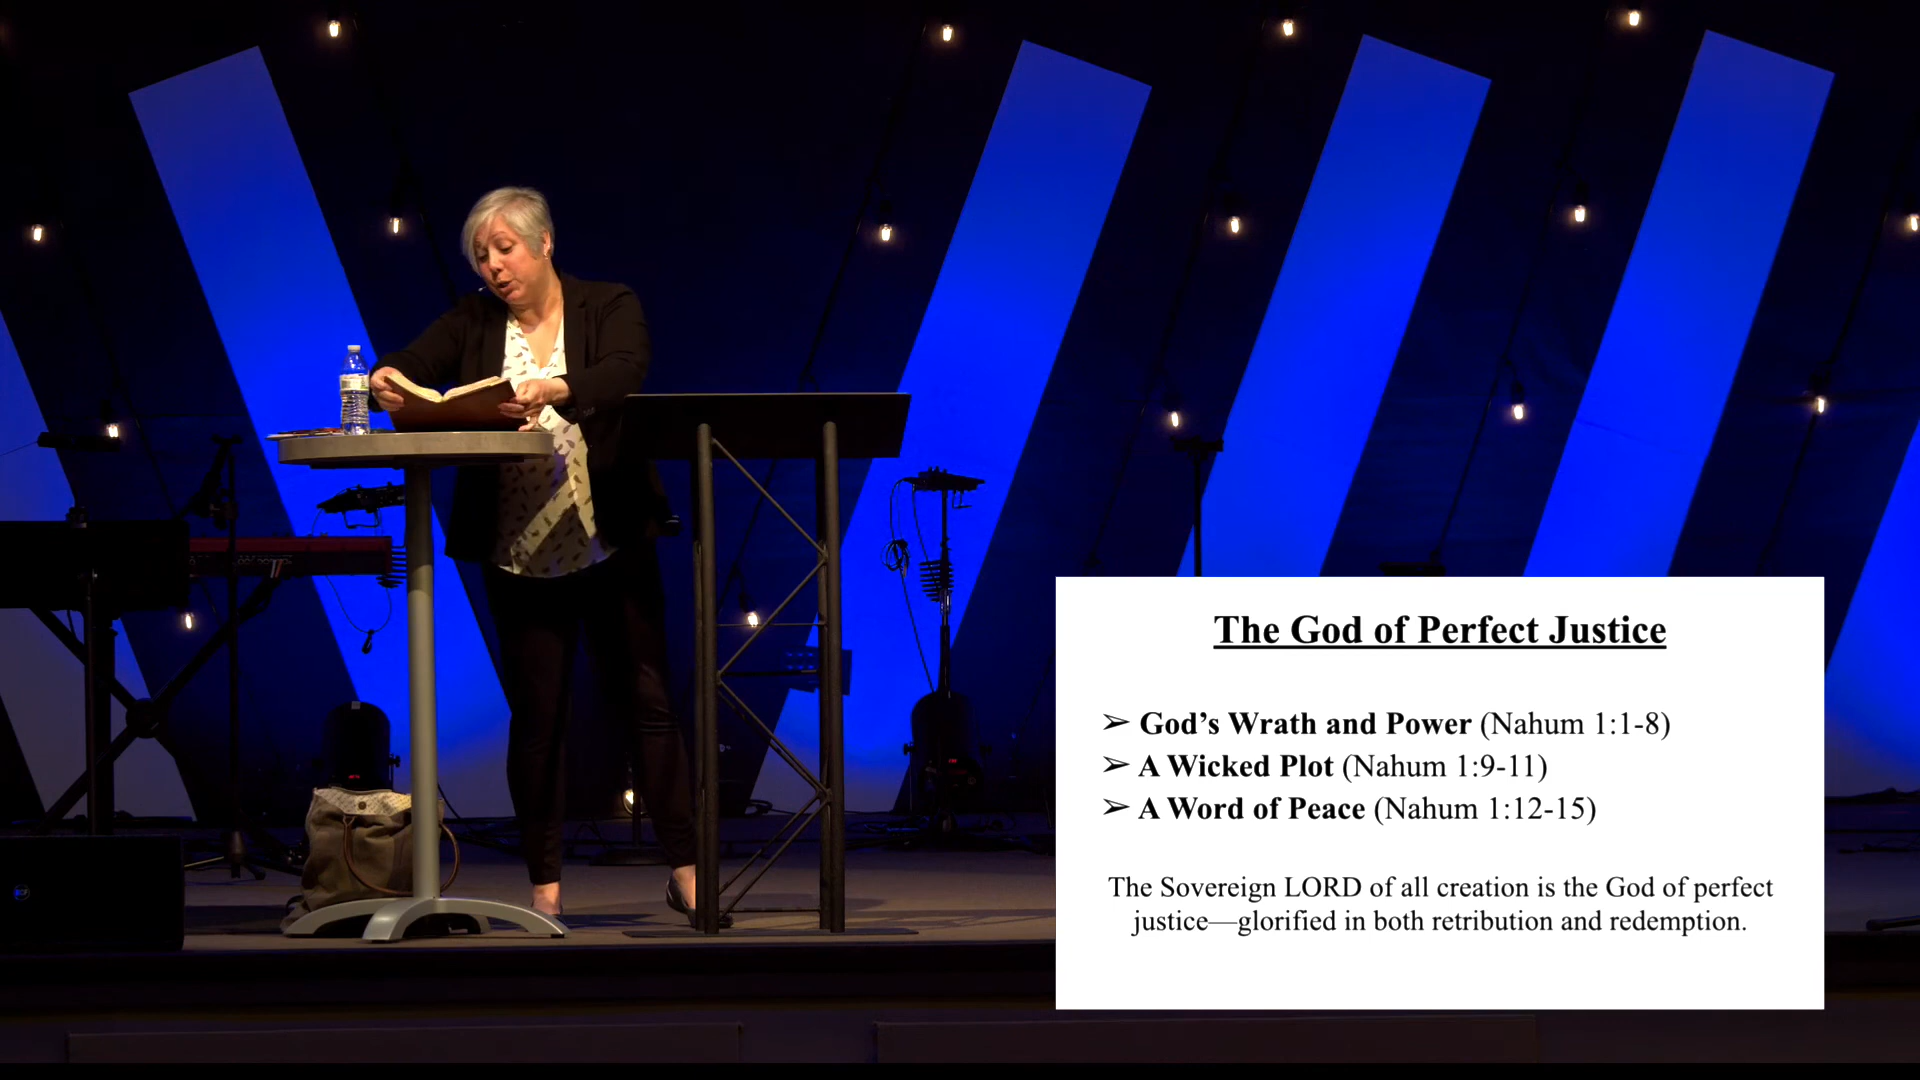 The God of Perfect Justice
➢ God’s Wrath and Power (Nahum 1:1-8)
➢ A Wicked Plot (Nahum 1:9-11)
➢ A Word of Peace (Nahum 1:12-15)
The Sovereign LORD of all creation is the God of perfect
justice—glorified in both retribution and redemption.